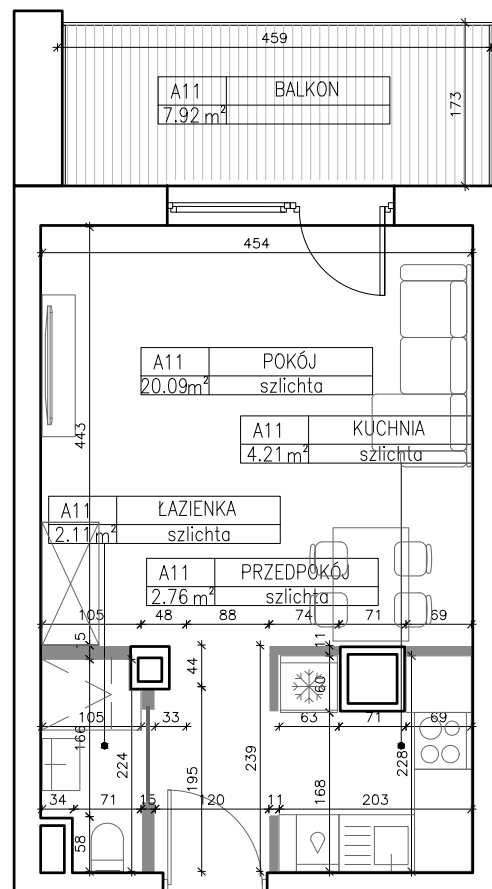 459
A11 BALKON
7.92 m²
173
454
A11 POKÓJ
20.09m² szlichta
A11 KUCHNIA
4.21 m² szlichta
443
A11 ŁAZIENKA
2.11 m² szlichta
A11 PRZEDPOKÓJ
2.76 m² szlichta
105 48 88 74 71 69
15 11
44 60
105 33 63 71 69
166 224 195 239 168 228
34 71 15 120 11 203
58